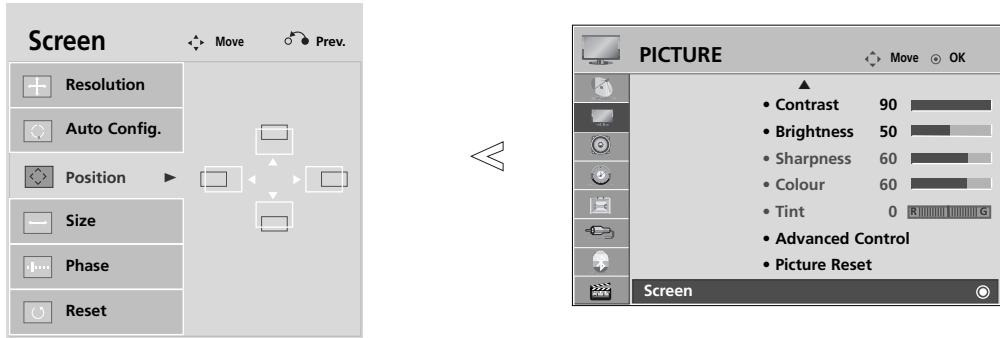 Screen Move Prev.
Resolution
Auto Config.
Position
Size
Phase
Reset
PICTURE Move OK
• Contrast 90
• Brightness 50
• Sharpness 60
• Colour 60
• Tint 0 R G
• Advanced Control
• Picture Reset
Screen